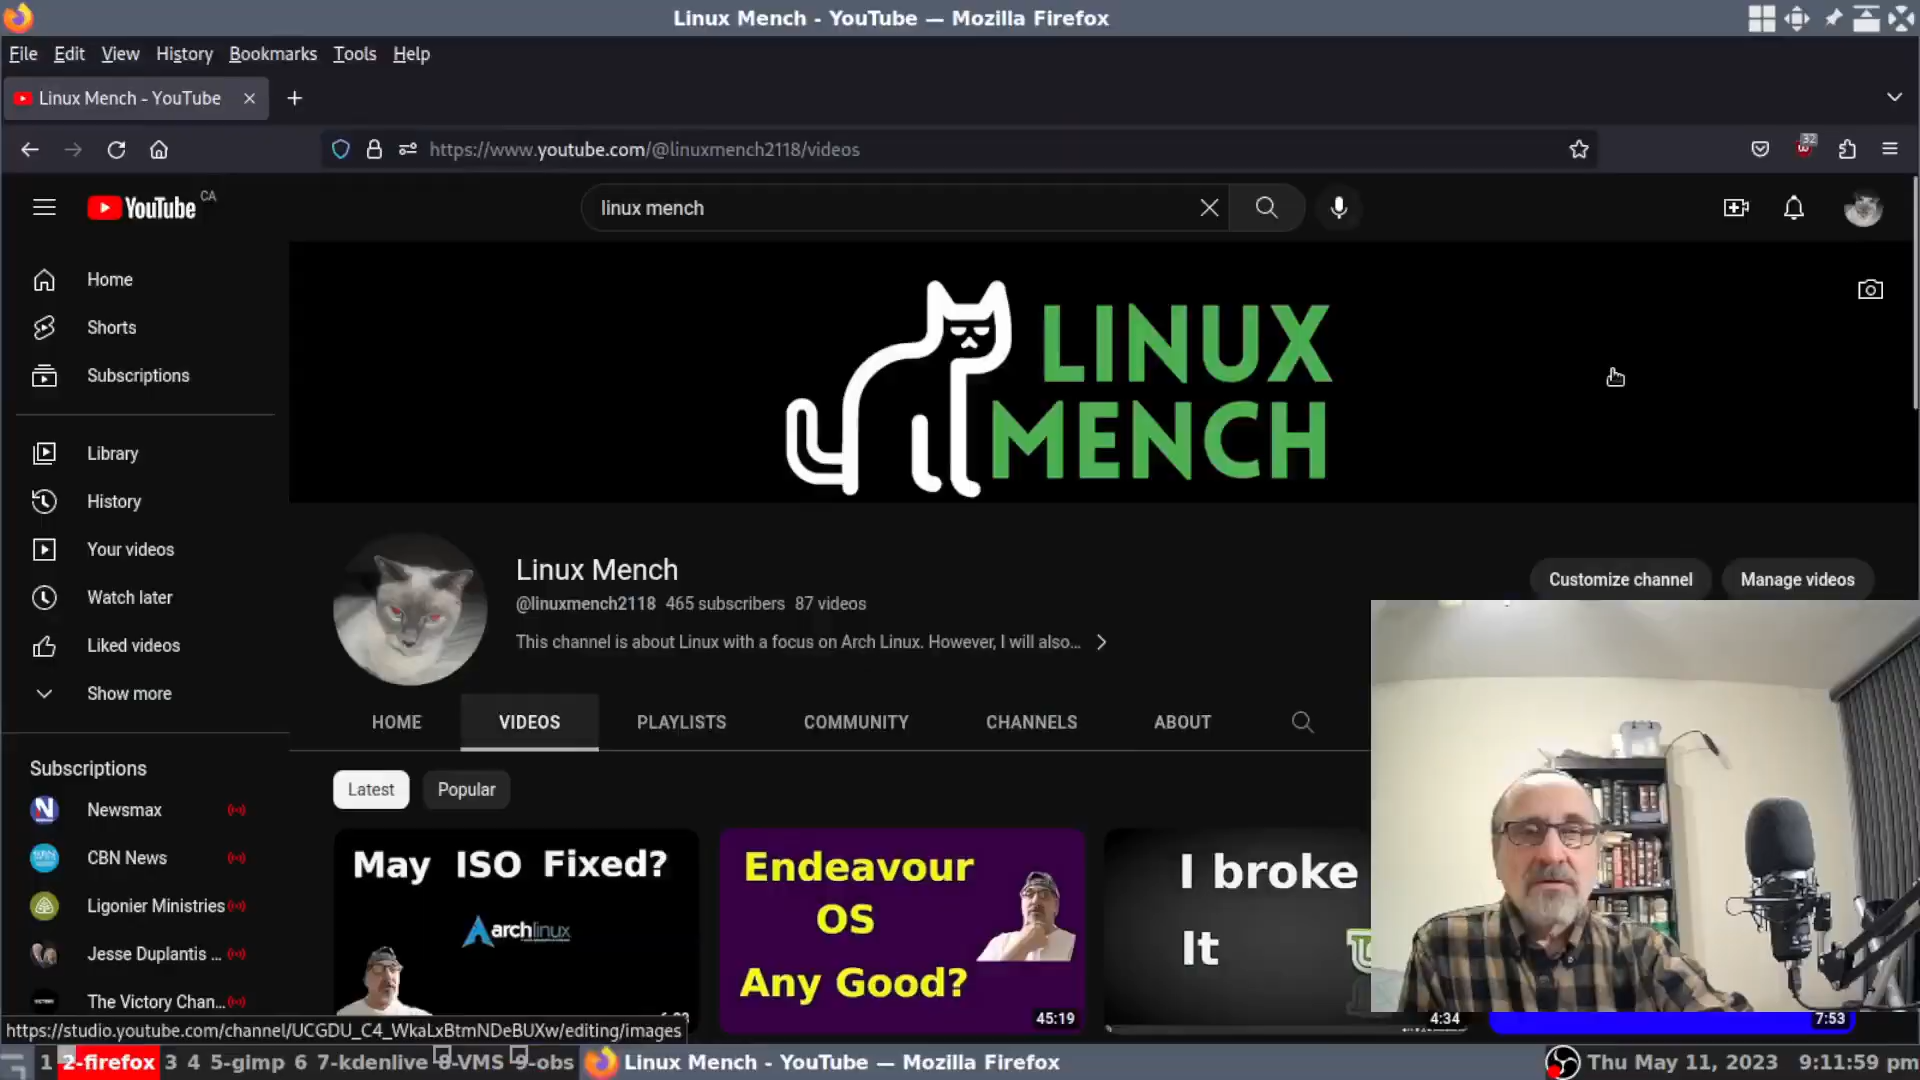 Linux Mench - YouTube — Mozilla Firefox
File Edit View History Bookmarks Tools Help
Linux Mench - YouTube
https://www.youtube.com/@linuxmench2118/videos
32
YouTube CA
linux mench
Home
Shorts
Subscriptions
Library
History
Your videos
Watch later
Liked videos
Show more
Subscriptions
Newsmax
CBN News
Ligonier Ministries
Jesse Duplantis ...
The Victory Chan...
LINUX
MENCH
Linux Mench
@linuxmench2118 465 subscribers 87 videos
This channel is about Linux with a focus on Arch Linux. However, I will also...
Customize channel
Manage videos
HOME VIDEOS PLAYLISTS COMMUNITY CHANNELS ABOUT
Latest Popular
May ISO Fixed?
archlinux
Endeavour
OS
Any Good?
45:19
I broke
It
4:34
7:53
https://studio.youtube.com/channel/UCGDU_C4_WkaLxBtmNDeBUXw/editing/images
1 2-firefox 3 4 5-gimp 6 7-kdenlive 8-VMS 9-obs
Linux Mench - YouTube — Mozilla Firefox
Thu May 11, 2023 9:11:59 pm